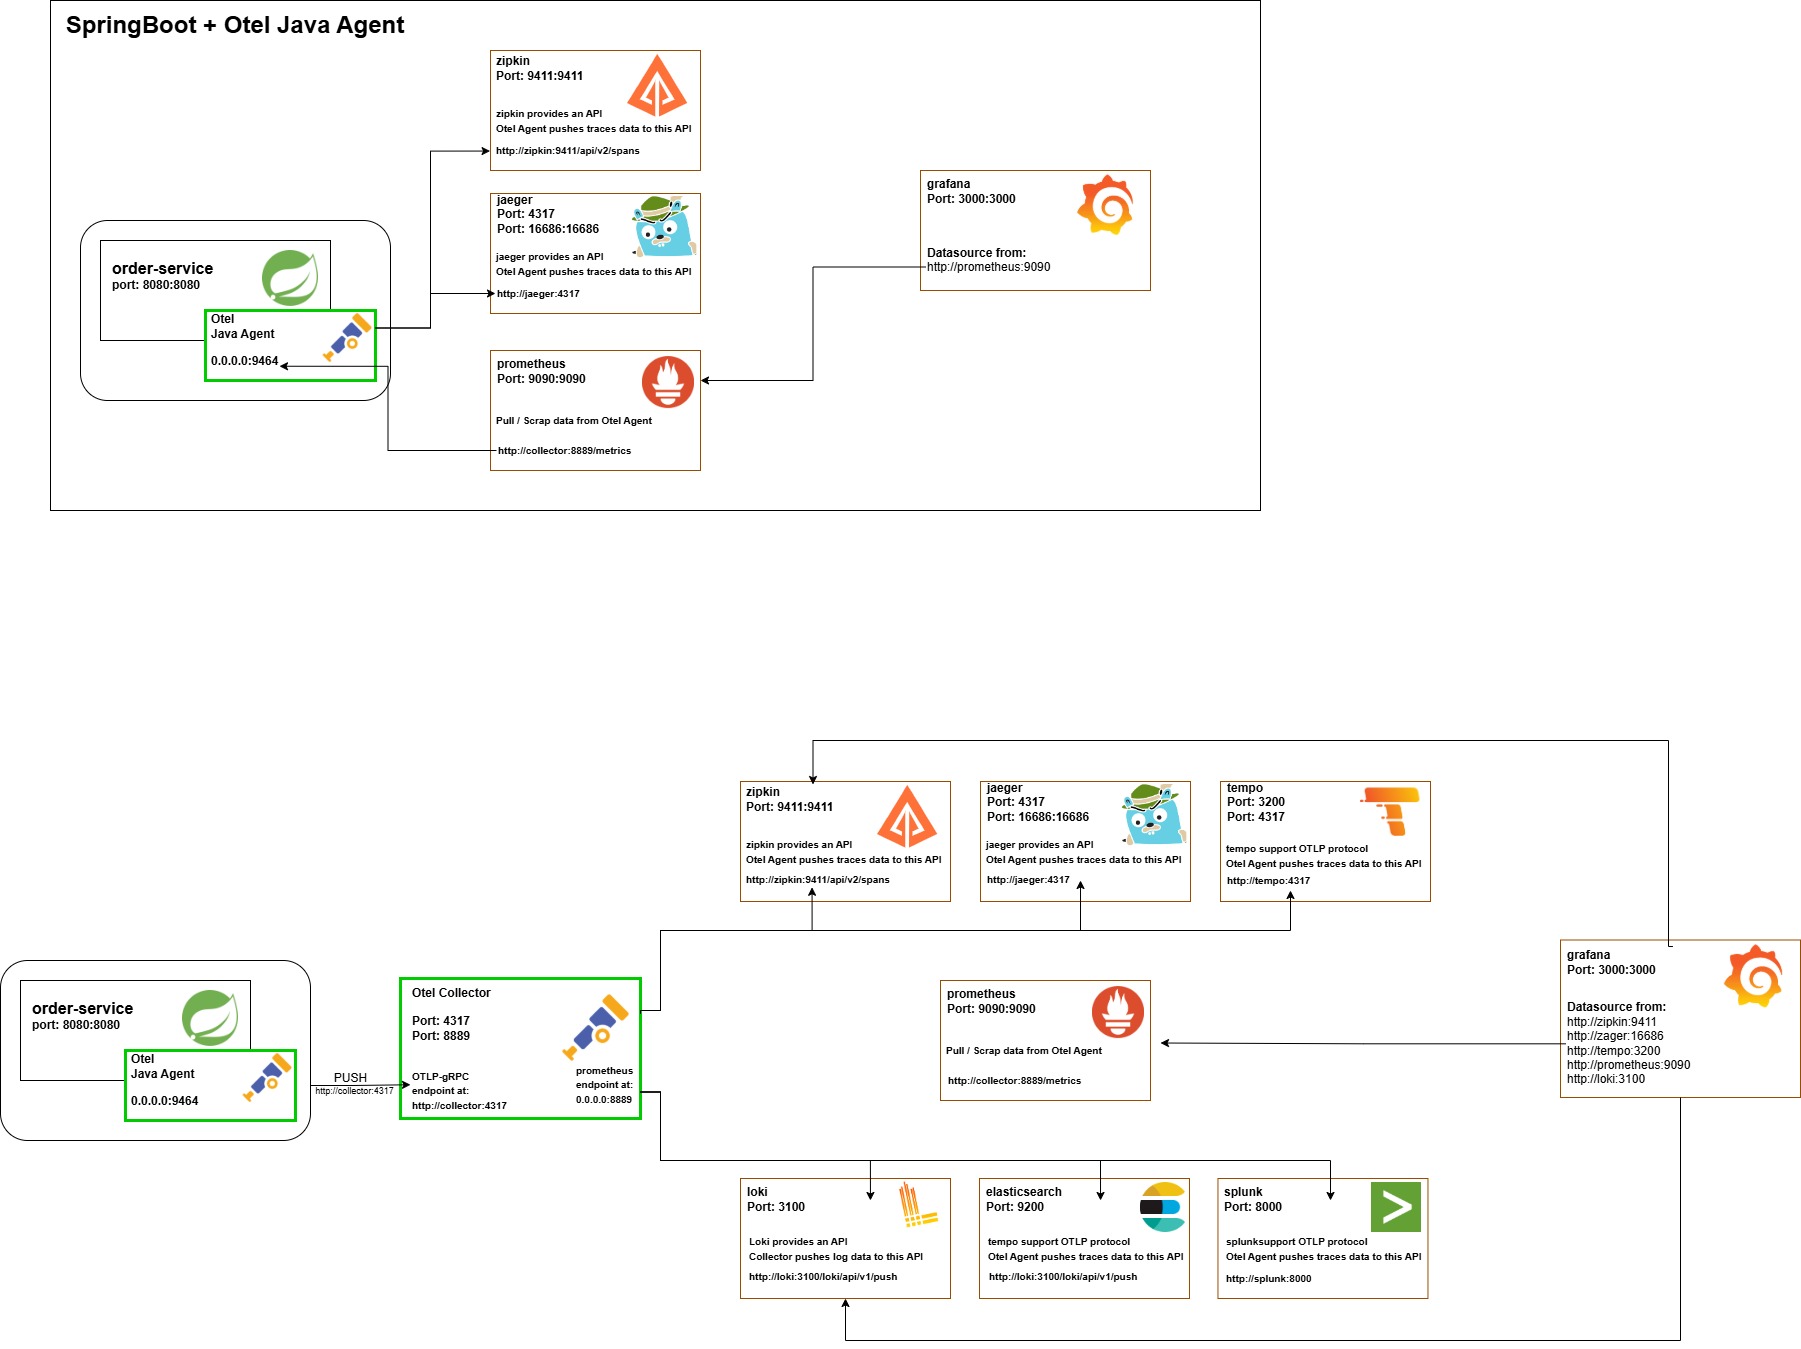 SpringBoot + Otel Java Agent
zipkin
Port: 9411:9411
zipkin provides an API
Otel Agent pushes traces data to this API
http://zipkin:9411/api/v2/spans
jaeger
Port: 4317
Port: 16686:16686
jaeger provides an API
Otel Agent pushes traces data to this API
http://jaeger:4317
grafana
Port: 3000:3000
Datasource from:
http://prometheus:9090
order-service
port: 8080:8080
Otel
Java Agent
0.0.0.0:9464
prometheus
Port: 9090:9090
Pull / Scrap data from Otel Agent
http://collector:8889/metrics
zipkin
Port: 9411:9411
zipkin provides an API
Otel Agent pushes traces data to this API
http://zipkin:9411/api/v2/spans
jaeger
Port: 4317
Port: 16686:16686
jaeger provides an API
Otel Agent pushes traces data to this API
http://jaeger:4317
tempo
Port: 3200
Port: 4317
tempo support OTLP protocol
Otel Agent pushes traces data to this API
http://tempo:4317
order-service
port: 8080:8080
Otel
Java Agent
0.0.0.0:9464
PUSH
http://collector:4317
Otel Collector
Port: 4317
Port: 8889
OTLP-gRPC
endpoint at:
http://collector:4317
prometheus
endpoint at:
0.0.0.0:8889
prometheus
Port: 9090:9090
Pull / Scrap data from Otel Agent
http://collector:8889/metrics
grafana
Port: 3000:3000
Datasource from:
http://zipkin:9411
http://zager:16686
http://tempo:3200
http://prometheus:9090
http://loki:3100
loki
Port: 3100
Loki provides an API
Collector pushes log data to this API
http://loki:3100/loki/api/v1/push
elasticsearch
Port: 9200
tempo support OTLP protocol
Otel Agent pushes traces data to this API
http://loki:3100/loki/api/v1/push
splunk
Port: 8000
splunksupport OTLP protocol
Otel Agent pushes traces data to this API
http://splunk:8000